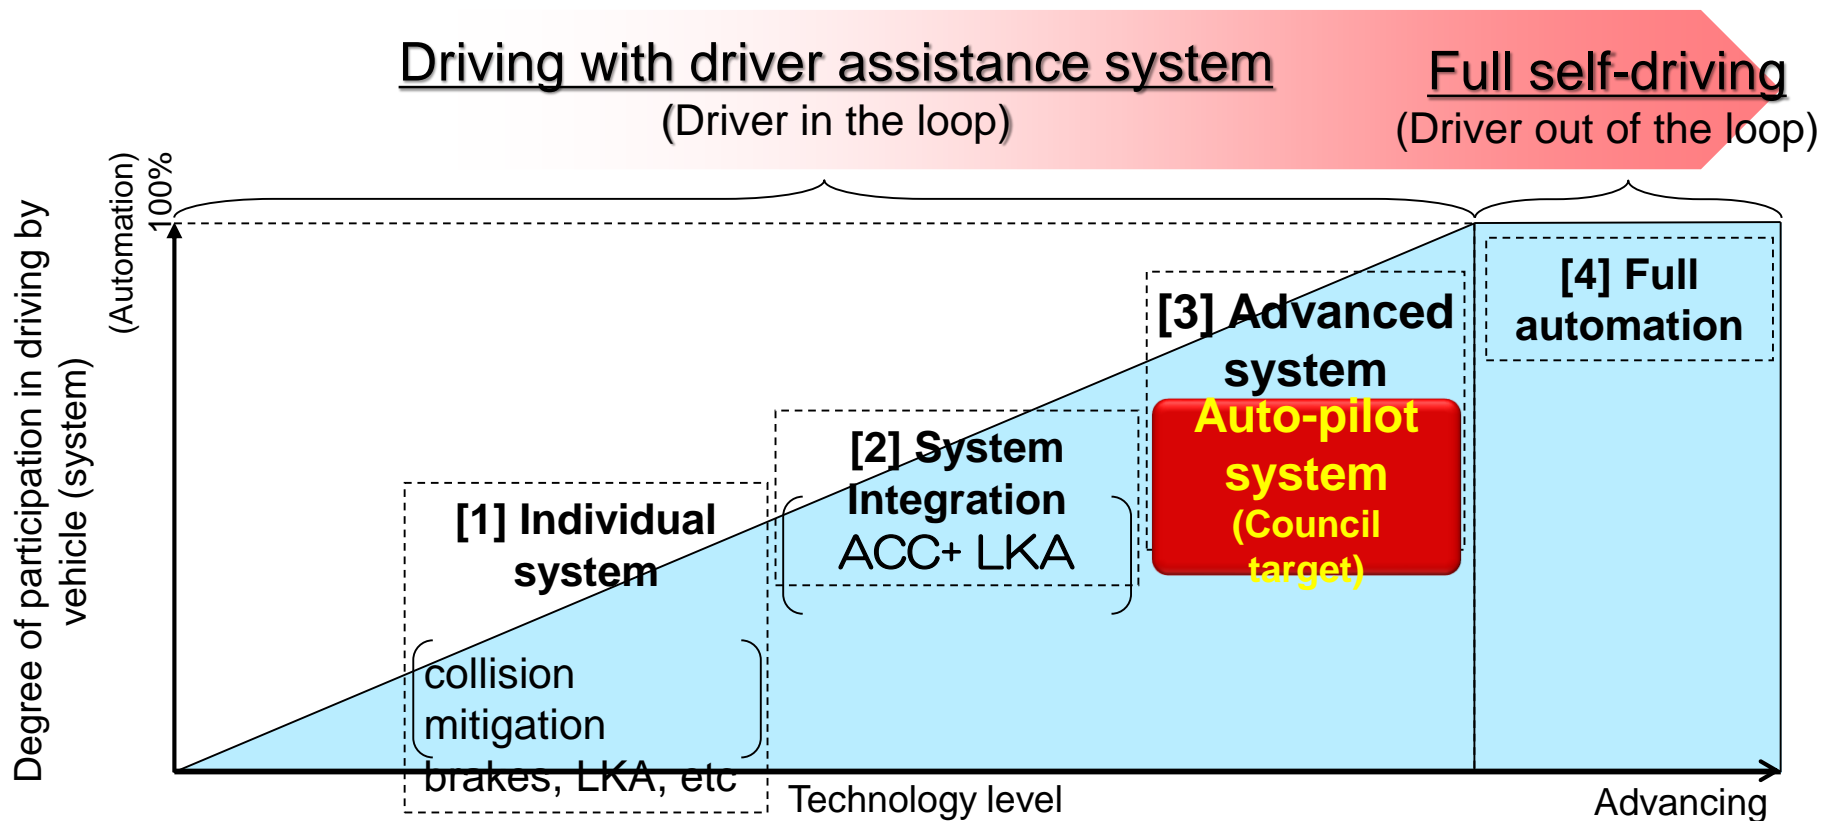 Driving with driver assistance system
(Driver in the loop)
Full self-driving
(Driver out of the loop)
Degree of participation in driving by
vehicle (system)
(Automation)
100%
[1] Individual
system
collision
mitigation
brakes, LKA, etc
[2] System
Integration
ACC+ LKA
[3] Advanced
system
Auto-pilot
system
(Council
target)
[4] Full
automation
Technology level
Advancing